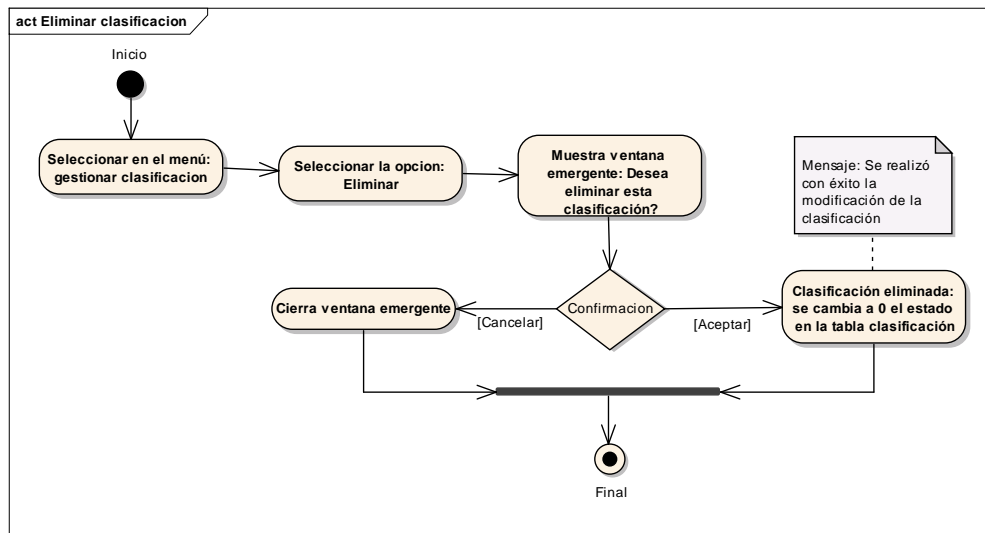 act Eliminar clasificacion
Inicio
Seleccionar en el menú:
gestionar clasificacion
Seleccionar la opcion:
Eliminar
Muestra ventana
emergente: Desea
eliminar esta
clasificación?
Mensaje: Se realizó
con éxito la
modificación de la
clasificación
Cierra ventana emergente
[Cancelar]
Confirmacion
[Aceptar]
Clasificación eliminada:
se cambia a 0 el estado
en la tabla clasificación
Final